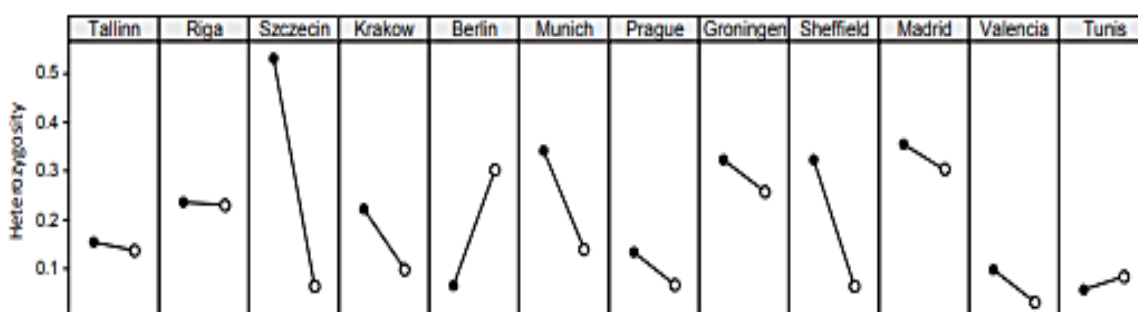 Tallinn Riga Szczecin Krakow Berlin Munich Prague Groningen Sheffield Madrid Valencia Tunis
Heterozygosity
0.5
0.4
0.3
0.2
0.1